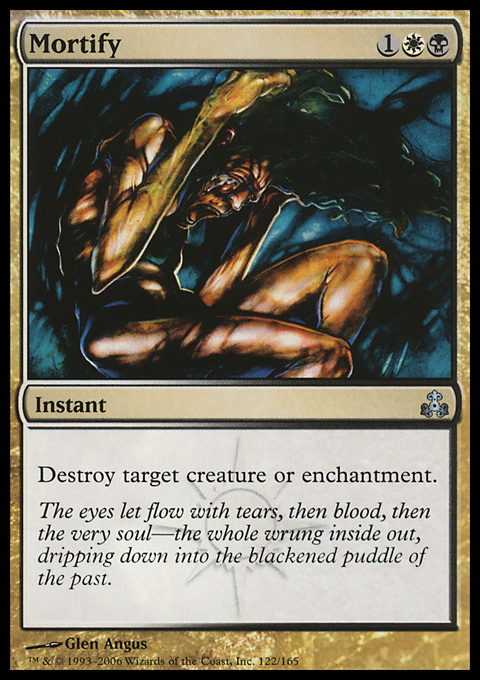 Mortify 1
Instant
Destroy target creature or enchantment.
The eyes let flow with tears, then blood, then
the very soul—the whole wrung inside out,
dripping down into the blackened puddle of
the past.
Glen Angus
™ & © 1993–2006 Wizards of the Coast, Inc. 122/165